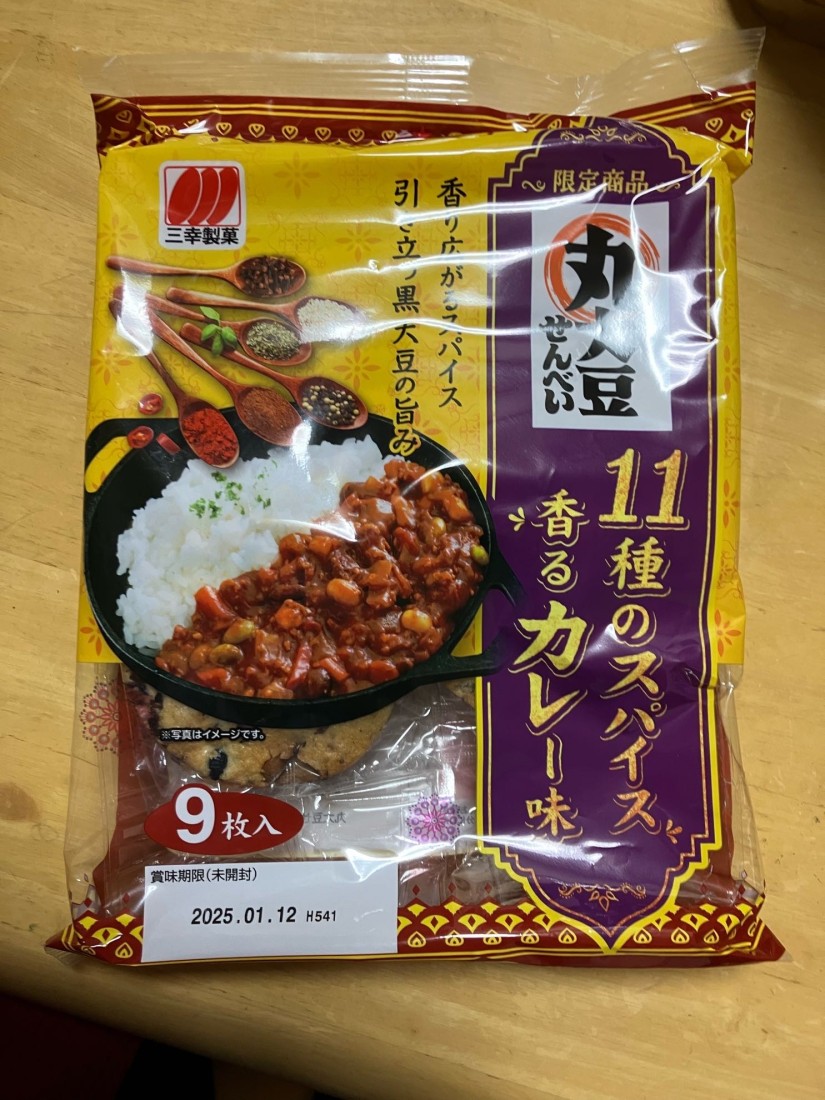 三幸製菓
香り広がるスパイス
引き立つ黒大豆の旨み
限定商品
丸大豆
せんべい
11種のスパイス
香るカレー味
※写真はイメージです。
9枚入
丸大豆
賞味期限(未開封)
2025.01.12 H541